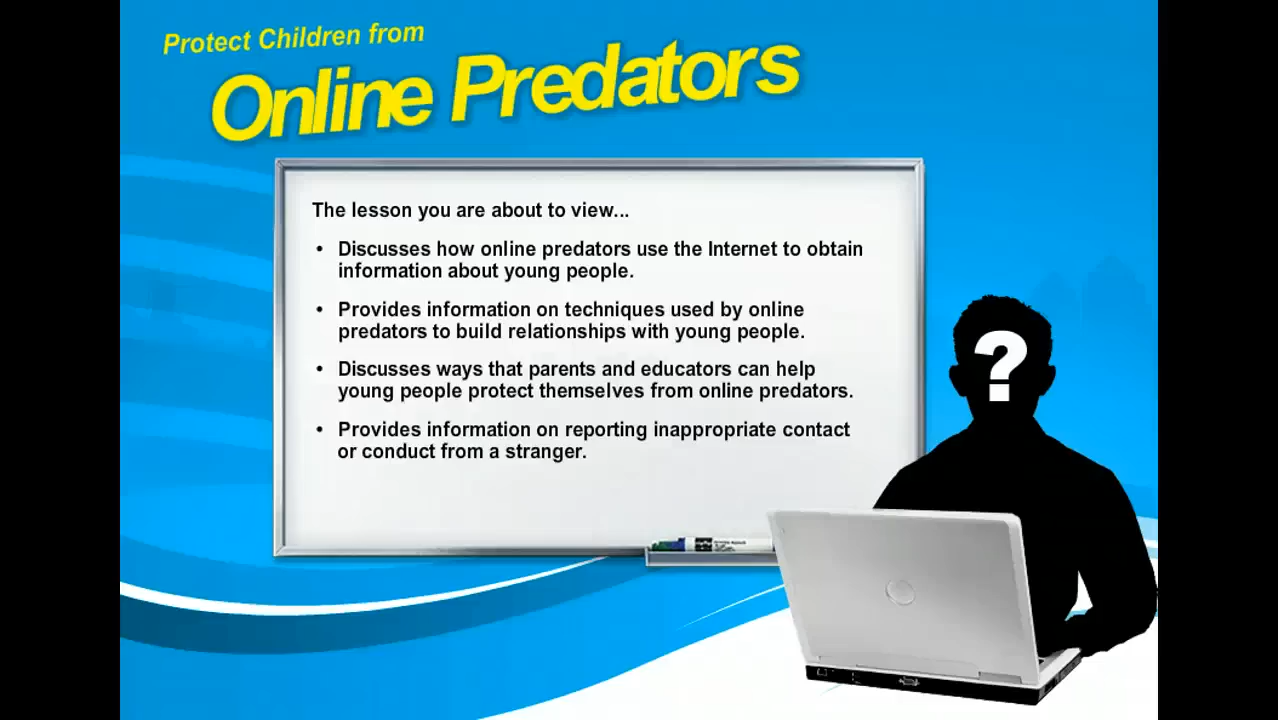 Protect Children from
Online Predators
The lesson you are about to view...
• Discusses how online predators use the Internet to obtain
information about young people.
• Provides information on techniques used by online
predators to build relationships with young people.
• Discusses ways that parents and educators can help
young people protect themselves from online predators.
• Provides information on reporting inappropriate contact
or conduct from a stranger.
?